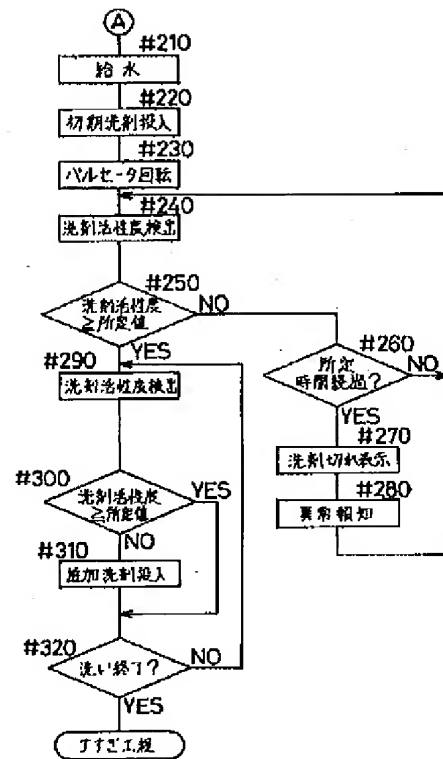 A
#210
給水
#220
初期洗剤投入
#230
パルセータ回転
#240
洗剤活性度検出
#250
洗剤活性度
≧所定値
NO
YES
#260
所定
時間経過?
NO
YES
#270
洗剤切れ表示
#280
異常報知
#290
洗剤活性度検出
#300
洗剤活性度
≧所定値
YES
NO
#310
追加洗剤投入
#320
洗い終了?
NO
YES
すすぎ工程